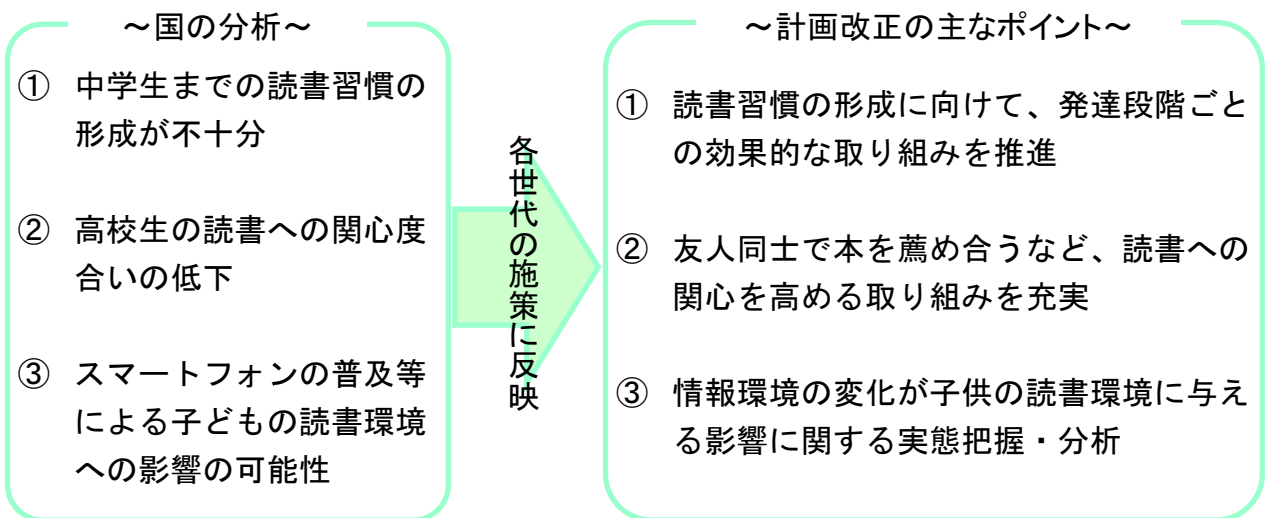 ～国の分析～
① 中学生までの読書習慣の
形成が不十分
② 高校生の読書への関心度
合いの低下
③ スマートフォンの普及等
による子どもの読書環境
への影響の可能性
各世代の施策に反映
～計画改正の主なポイント～
① 読書習慣の形成に向けて、発達段階ごと
の効果的な取り組みを推進
② 友人同士で本を薦め合うなど、読書への
関心を高める取り組みを充実
③ 情報環境の変化が子供の読書環境に与え
る影響に関する実態把握・分析